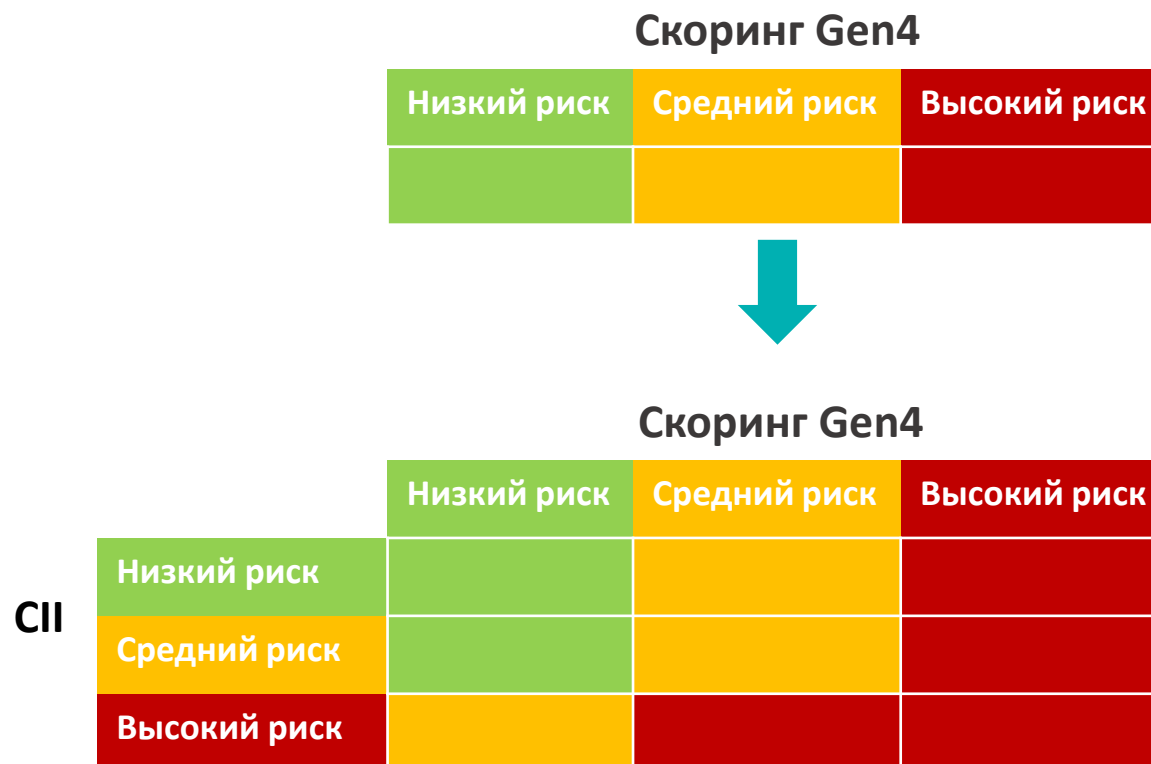 Скоринг Gen4
Низкий риск Средний риск Высокий риск
Скоринг Gen4
Низкий риск Средний риск Высокий риск
CII
Низкий риск
Средний риск
Высокий риск